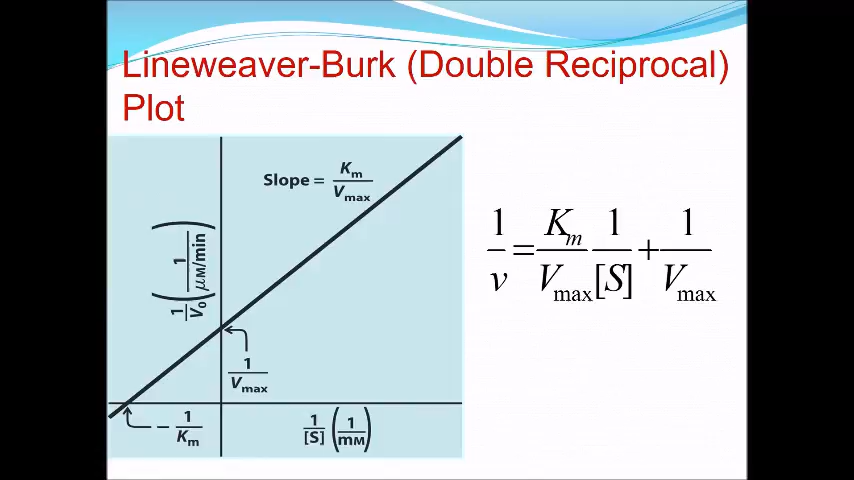 Lineweaver-Burk (Double Reciprocal)
Plot
Slope = Km/Vmax
1/V0 (1/μM/min)
1/Vmax
− 1/Km
1/[S] (1/mM)
1/v = Km/Vmax 1/[S] + 1/Vmax